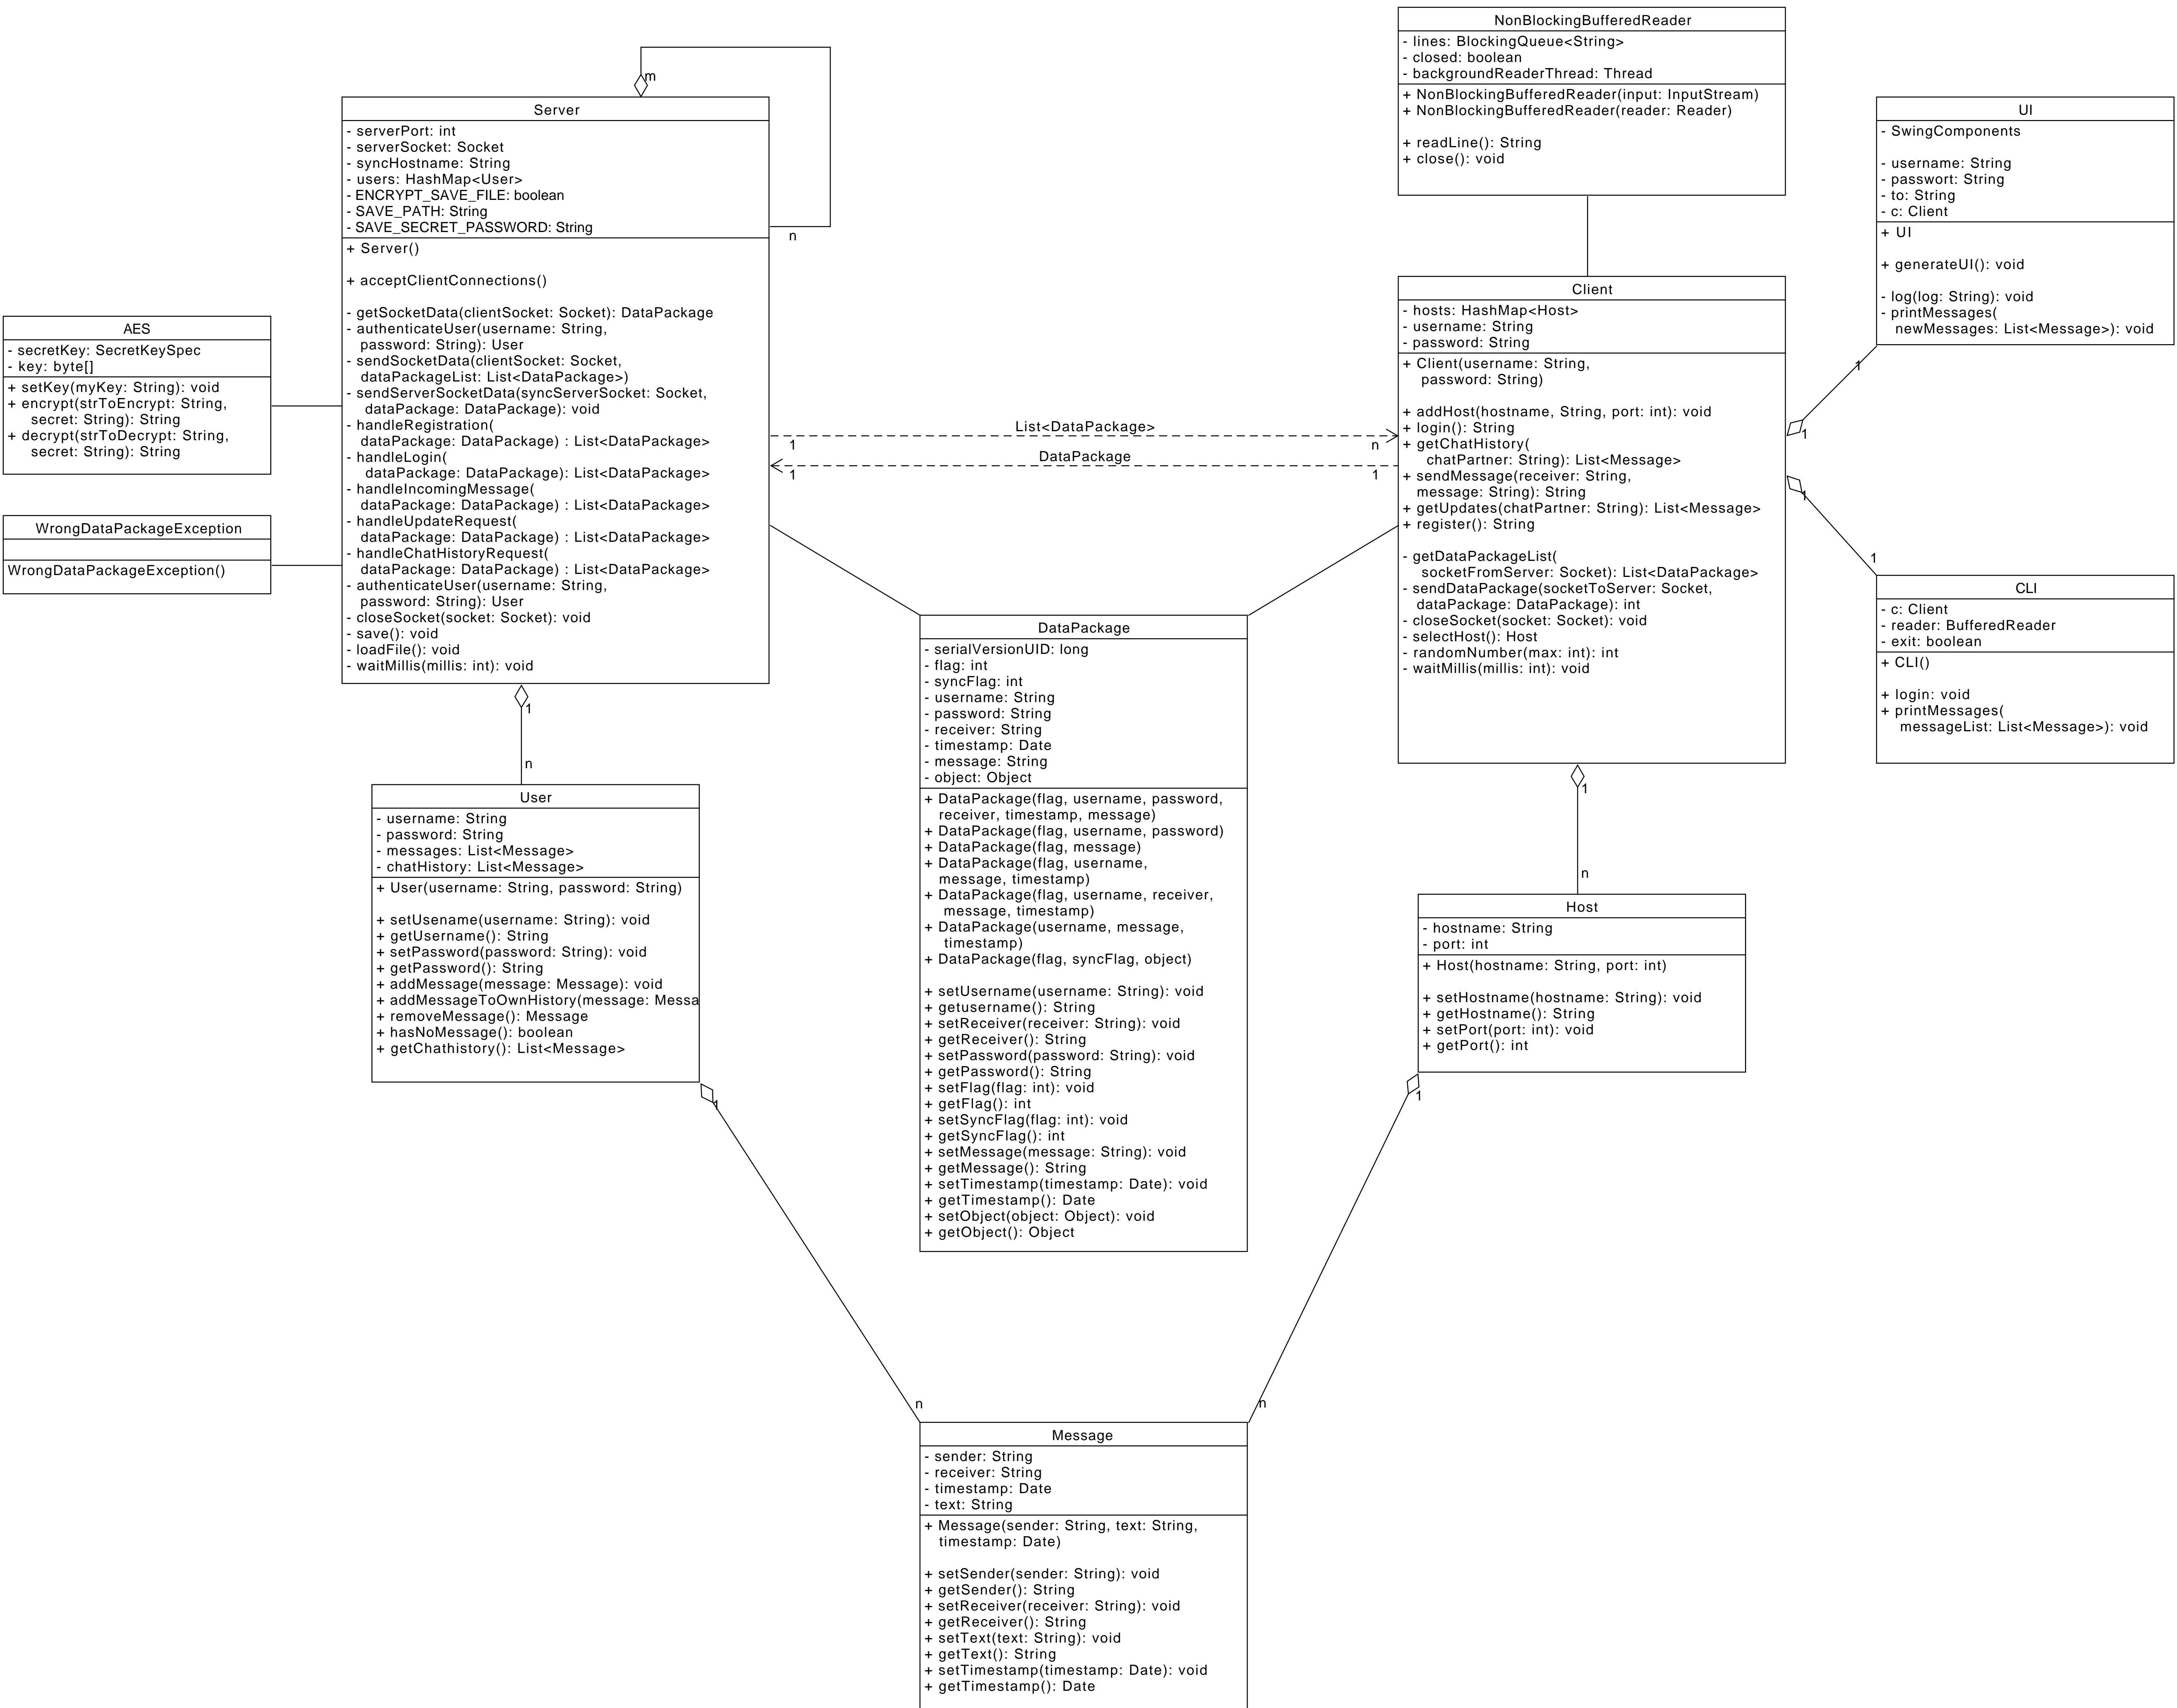 NonBlockingBufferedReader
- lines: BlockingQueue<String>
- closed: boolean
- backgroundReaderThread: Thread
+ NonBlockingBufferedReader(input: InputStream)
+ NonBlockingBufferedReader(reader: Reader)
+ readLine(): String
+ close(): void
m
n
Server
- serverPort: int
- serverSocket: Socket
- syncHostname: String
- users: HashMap<User>
- ENCRYPT_SAVE_FILE: boolean
- SAVE_PATH: String
- SAVE_SECRET_PASSWORD: String
+ Server()
+ acceptClientConnections()
- getSocketData(clientSocket: Socket): DataPackage
- authenticateUser(username: String,
password: String): User
- sendSocketData(clientSocket: Socket,
dataPackageList: List<DataPackage>)
- sendServerSocketData(syncServerSocket: Socket,
dataPackage: DataPackage): void
- handleRegistration(
dataPackage: DataPackage) : List<DataPackage>
- handleLogin(
dataPackage: DataPackage): List<DataPackage>
- handleIncomingMessage(
dataPackage: DataPackage) : List<DataPackage>
- handleUpdateRequest(
dataPackage: DataPackage) : List<DataPackage>
- handleChatHistoryRequest(
dataPackage: DataPackage) : List<DataPackage>
- authenticateUser(username: String,
password: String): User
- closeSocket(socket: Socket): void
- save(): void
- loadFile(): void
- waitMillis(millis: int): void
UI
- SwingComponents
- username: String
- passwort: String
- to: String
- c: Client
+ UI
+ generateUI(): void
- log(log: String): void
- printMessages(
newMessages: List<Message>): void
Client
- hosts: HashMap<Host>
- username: String
- password: String
+ Client(username: String,
password: String)
+ addHost(hostname, String, port: int): void
+ login(): String
+ getChatHistory(
chatPartner: String): List<Message>
+ sendMessage(receiver: String,
message: String): String
+ getUpdates(chatPartner: String): List<Message>
+ register(): String
- getDataPackageList(
socketFromServer: Socket): List<DataPackage>
- sendDataPackage(socketToServer: Socket,
dataPackage: DataPackage): int
- closeSocket(socket: Socket): void
- selectHost(): Host
- randomNumber(max: int): int
- waitMillis(millis: int): void
AES
- secretKey: SecretKeySpec
- key: byte[]
+ setKey(myKey: String): void
+ encrypt(strToEncrypt: String,
secret: String): String
+ decrypt(strToDecrypt: String,
secret: String): String
WrongDataPackageException
WrongDataPackageException()
List<DataPackage>
1
n
DataPackage
1
1
1
1
1
1
CLI
- c: Client
- reader: BufferedReader
- exit: boolean
+ CLI()
+ login: void
+ printMessages(
messageList: List<Message>): void
DataPackage
- serialVersionUID: long
- flag: int
- syncFlag: int
- username: String
- password: String
- receiver: String
- timestamp: Date
- message: String
- object: Object
+ DataPackage(flag, username, password,
receiver, timestamp, message)
+ DataPackage(flag, username, password)
+ DataPackage(flag, message)
+ DataPackage(flag, username,
message, timestamp)
+ DataPackage(flag, username, receiver,
message, timestamp)
+ DataPackage(username, message,
timestamp)
+ DataPackage(flag, syncFlag, object)
+ setUsername(username: String): void
+ getusername(): String
+ setReceiver(receiver: String): void
+ getReceiver(): String
+ setPassword(password: String): void
+ getPassword(): String
+ setFlag(flag: int): void
+ getFlag(): int
+ setSyncFlag(flag: int): void
+ getSyncFlag(): int
+ setMessage(message: String): void
+ getMessage(): String
+ setTimestamp(timestamp: Date): void
+ getTimestamp(): Date
+ setObject(object: Object): void
+ getObject(): Object
1
n
User
- username: String
- password: String
- messages: List<Message>
- chatHistory: List<Message>
+ User(username: String, password: String)
+ setUsename(username: String): void
+ getUsername(): String
+ setPassword(password: String): void
+ getPassword(): String
+ addMessage(message: Message): void
+ addMessageToOwnHistory(message: Messa
+ removeMessage(): Message
+ hasNoMessage(): boolean
+ getChathistory(): List<Message>
1
n
Host
- hostname: String
- port: int
+ Host(hostname: String, port: int)
+ setHostname(hostname: String): void
+ getHostname(): String
+ setPort(port: int): void
+ getPort(): int
1
1
n
n
Message
- sender: String
- receiver: String
- timestamp: Date
- text: String
+ Message(sender: String, text: String,
timestamp: Date)
+ setSender(sender: String): void
+ getSender(): String
+ setReceiver(receiver: String): void
+ getReceiver(): String
+ setText(text: String): void
+ getText(): String
+ setTimestamp(timestamp: Date): void
+ getTimestamp(): Date